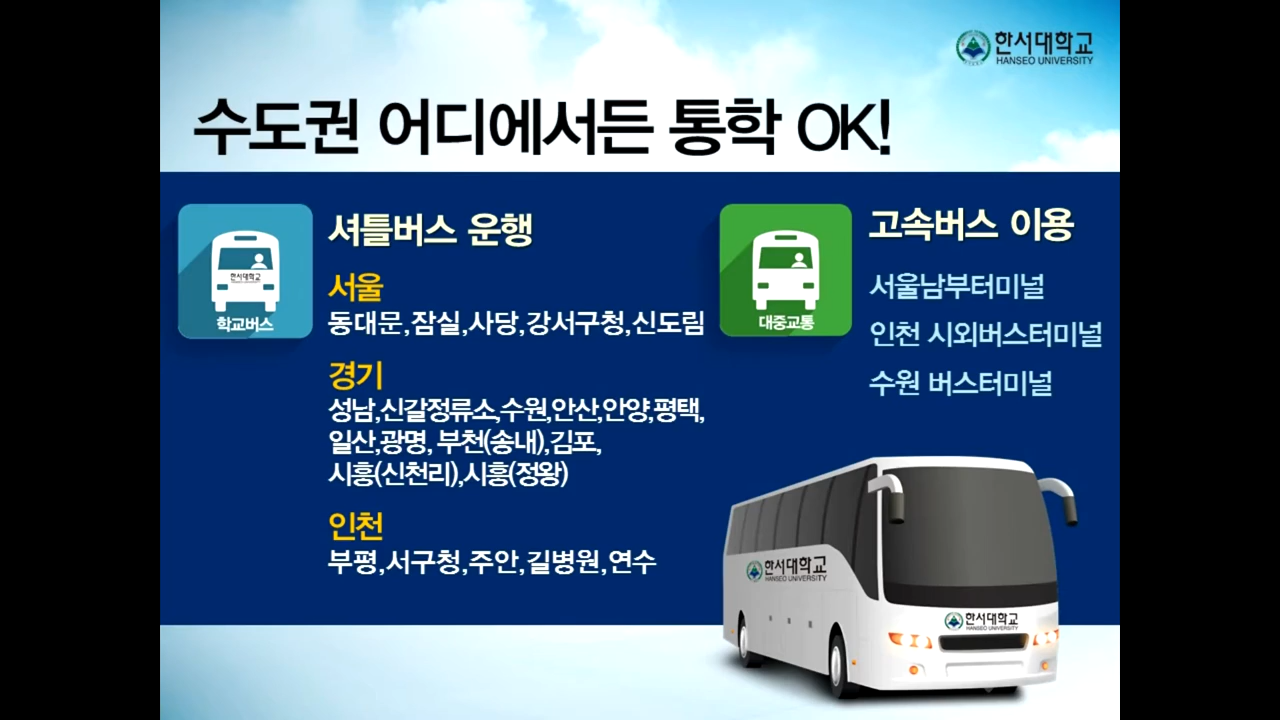 한서대학교
HANSEO UNIVERSITY
수도권 어디에서든 통학 OK!
한서대학교
학교버스
셔틀버스 운행
서울
동대문,잠실,사당,강서구청,신도림
경기
성남,신갈정류소,수원,안산,안양,평택,
일산,광명, 부천(송내),김포,
시흥(신천리),시흥(정왕)
인천
부평,서구청,주안,길병원,연수
대중교통
고속버스 이용
서울남부터미널
인천 시외버스터미널
수원 버스터미널
한서대학교
HANSEO UNIVERSITY
한서대학교
HANSEO UNIVERSITY